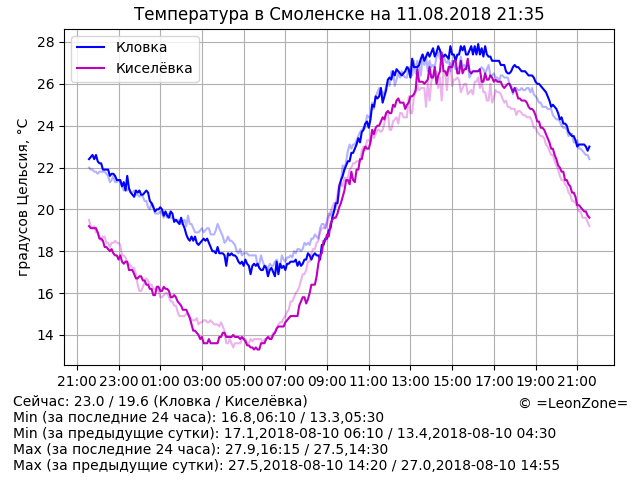 Температура в Смоленске на 11.08.2018 21:35
градусов Цельсия, °C
Кловка
Киселёвка
28
26
24
22
20
18
16
14
21:00 23:00 01:00 03:00 05:00 07:00 09:00 11:00 13:00 15:00 17:00 19:00 21:00
Сейчас: 23.0 / 19.6 (Кловка / Киселёвка)
© =LeonZone=
Min (за последние 24 часа): 16.8,06:10 / 13.3,05:30
Min (за предыдущие сутки): 17.1,2018-08-10 06:10 / 13.4,2018-08-10 04:30
Max (за последние 24 часа): 27.9,16:15 / 27.5,14:30
Max (за предыдущие сутки): 27.5,2018-08-10 14:20 / 27.0,2018-08-10 14:55